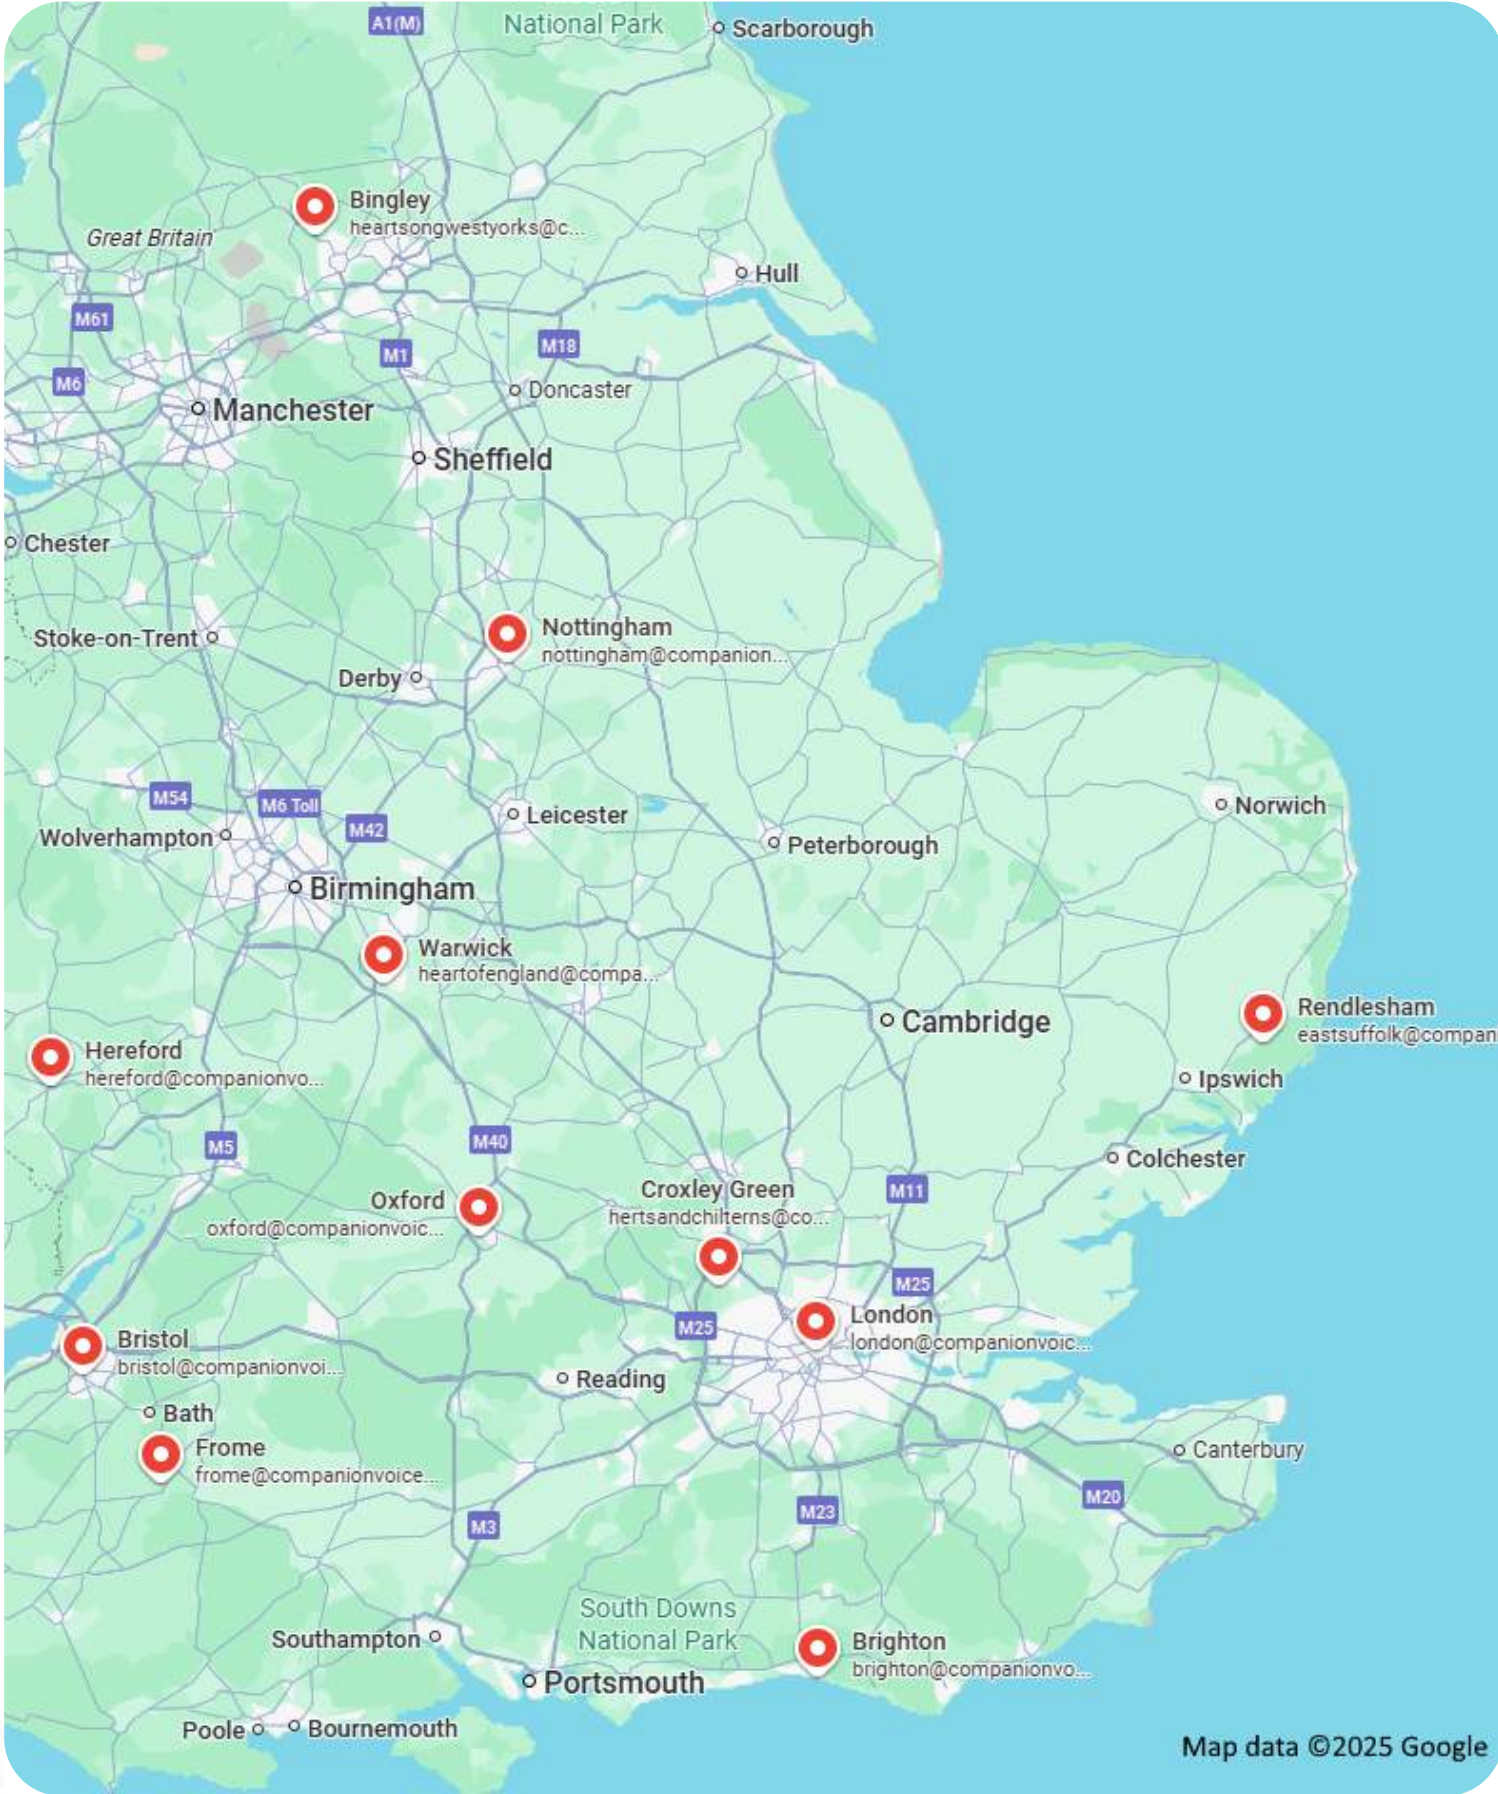 A1(M)
National Park
Scarborough
Bingley
heartsongwestyorks@c...
Great Britain
Hull
M61
M1
M18
M6
Doncaster
Manchester
Sheffield
Chester
Nottingham
nottingham@companion...
Stoke-on-Trent
Derby
M54
M6 Toll
M42
Leicester
Norwich
Wolverhampton
Peterborough
Birmingham
Warwick
heartofengland@compa...
Cambridge
Rendlesham
eastsuffolk@compan
Hereford
hereford@companionvo...
Ipswich
M5
M40
Colchester
Oxford
oxford@companionvoic...
Croxley Green
hertsandchilterns@co...
M11
M25
M25
London
london@companionvoic...
Bristol
bristol@companionvoi...
Reading
Bath
Frome
frome@companionvoice...
Canterbury
M20
M3
M23
South Downs
National Park
Southampton
Brighton
brighton@companionvo...
Portsmouth
Poole
Bournemouth
Map data ©2025 Google